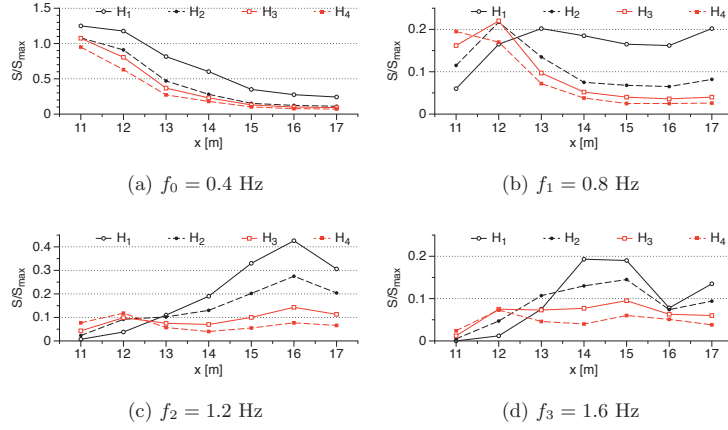 H1 H2 H3 H4
S/Smax
1.5
1.0
0.5
0
11 12 13 14 15 16 17
x [m]
(a) f0 = 0.4 Hz
H1 H2 H3 H4
S/Smax
0.2
0.1
0
11 12 13 14 15 16 17
x [m]
(b) f1 = 0.8 Hz
H1 H2 H3 H4
S/Smax
0.4
0.3
0.2
0.1
0
11 12 13 14 15 16 17
x [m]
(c) f2 = 1.2 Hz
H1 H2 H3 H4
S/Smax
0.2
0.1
0
11 12 13 14 15 16 17
x [m]
(d) f3 = 1.6 Hz